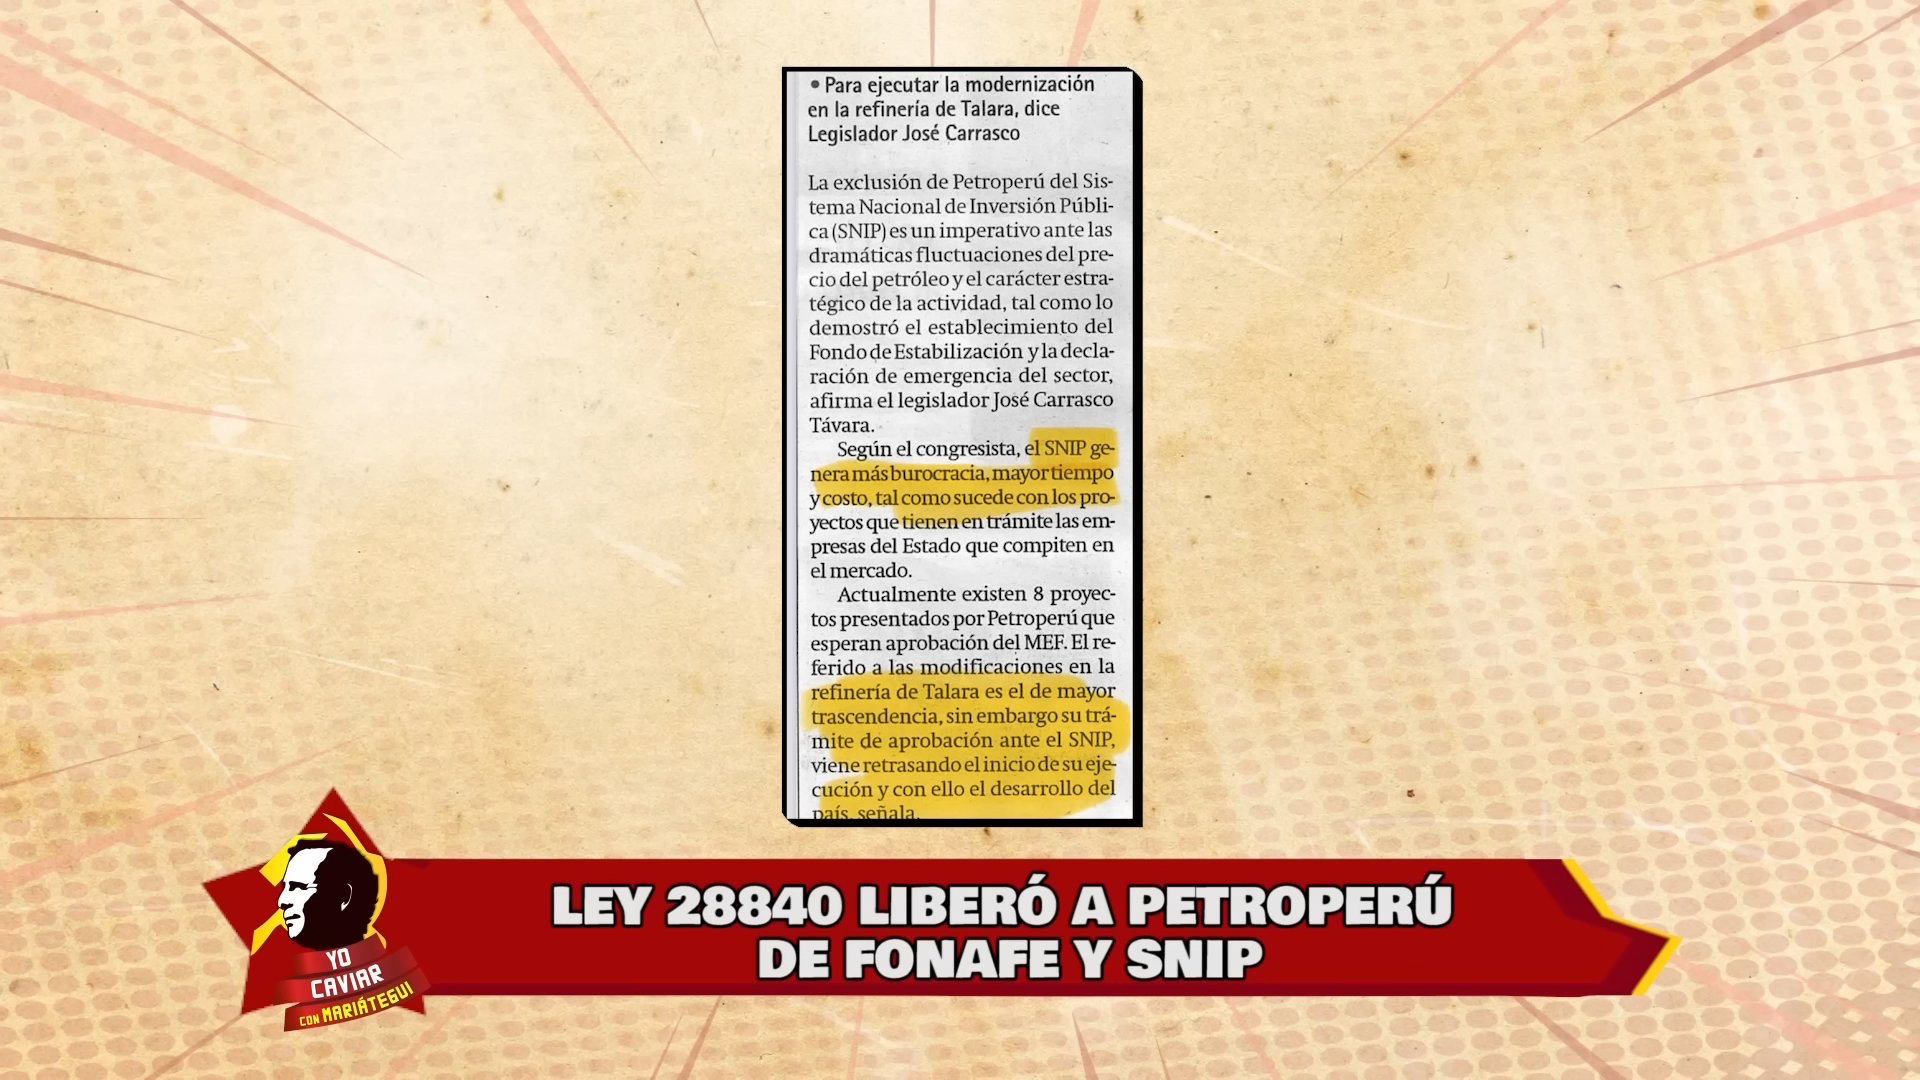 • Para ejecutar la modernización
en la refinería de Talara, dice
Legislador José Carrasco
La exclusión de Petroperú del Sis-
tema Nacional de Inversión Públi-
ca (SNIP) es un imperativo ante las
dramáticas fluctuaciones del pre-
cio del petróleo y el carácter estra-
tégico de la actividad, tal como lo
demostró el establecimiento del
Fondo de Estabilización y la decla-
ración de emergencia del sector,
afirma el legislador José Carrasco
Távara.
Según el congresista, el SNIP ge-
nera más burocracia, mayor tiempo
y costo, tal como sucede con los pro-
yectos que tienen en trámite las em-
presas del Estado que compiten en
el mercado.
Actualmente existen 8 proyec-
tos presentados por Petroperú que
esperan aprobación del MEF. El re-
ferido a las modificaciones en la
refinería de Talara es el de mayor
trascendencia, sin embargo su trá-
mite de aprobación ante el SNIP,
viene retrasando el inicio de su eje-
cución y con ello el desarrollo del
país, señala.
LEY 28840 LIBERÓ A PETROPERÚ
DE FONAFE Y SNIP
YO
CAVIAR
CON MARIÁTEGUI